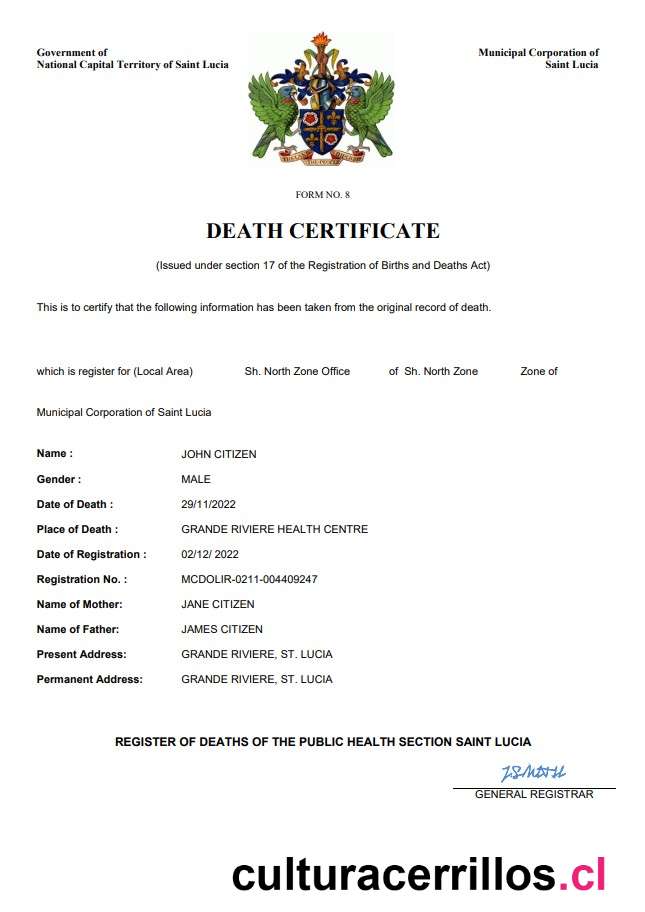 Government of
National Capital Territory of Saint Lucia
Municipal Corporation of
Saint Lucia
THE LAND THE PEOPLE THE LIGHT
FORM NO. 8
DEATH CERTIFICATE
(Issued under section 17 of the Registration of Births and Deaths Act)
This is to certify that the following information has been taken from the original record of death.
which is register for (Local Area) Sh. North Zone Office of Sh. North Zone Zone of
Municipal Corporation of Saint Lucia
Name : JOHN CITIZEN
Gender : MALE
Date of Death : 29/11/2022
Place of Death : GRANDE RIVIERE HEALTH CENTRE
Date of Registration : 02/12/ 2022
Registration No. : MCDOLIR-0211-004409247
Name of Mother: JANE CITIZEN
Name of Father: JAMES CITIZEN
Present Address: GRANDE RIVIERE, ST. LUCIA
Permanent Address: GRANDE RIVIERE, ST. LUCIA
REGISTER OF DEATHS OF THE PUBLIC HEALTH SECTION SAINT LUCIA
GENERAL REGISTRAR
culturacerrillos.cl